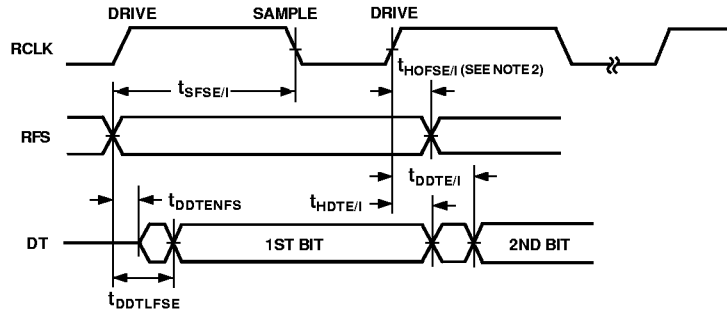 DRIVE SAMPLE DRIVE
RCLK
tHOFSE/I (SEE NOTE 2)
tSFSE/I
RFS
tDDTE/I
tDDTENFS
tHDTE/I
DT 1ST BIT 2ND BIT
tDDTLFSE